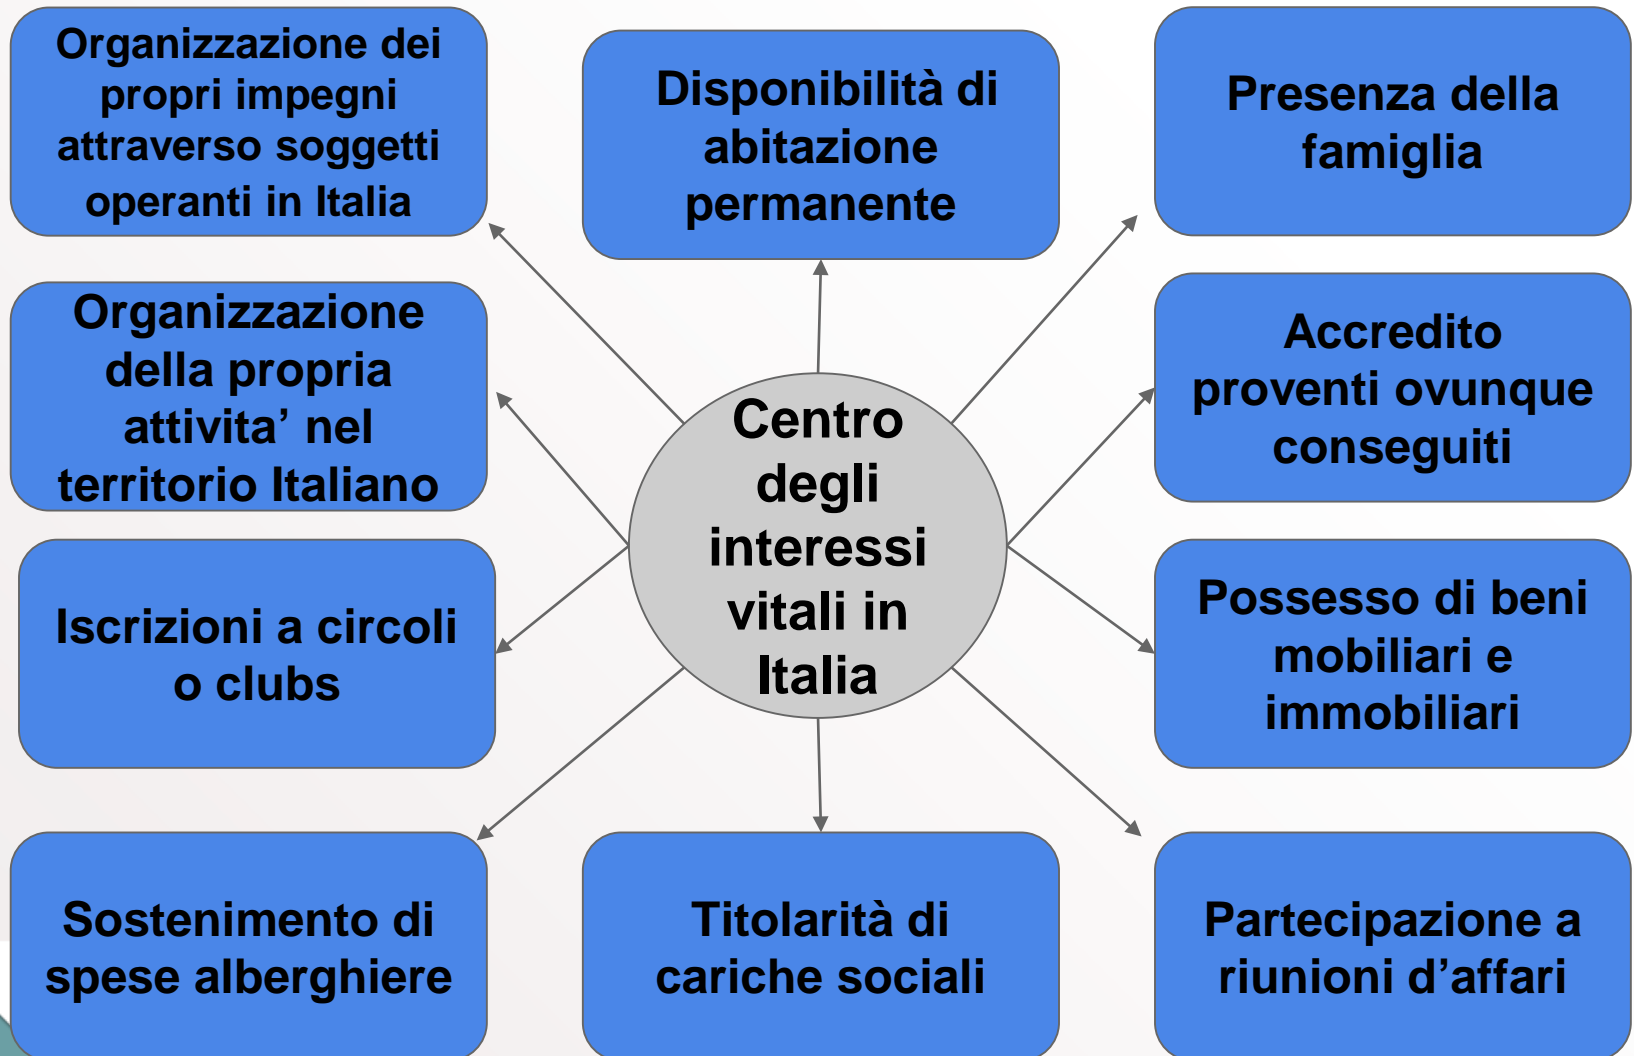 Organizzazione dei
propri impegni
attraverso soggetti
operanti in Italia
Disponibilità di
abitazione
permanente
Presenza della
famiglia
Organizzazione
della propria
attivita’ nel
territorio Italiano
Accredito
proventi ovunque
conseguiti
Centro
degli
interessi
vitali in
Italia
Iscrizioni a circoli
o clubs
Possesso di beni
mobiliari e
immobiliari
Sostenimento di
spese alberghiere
Titolarità di
cariche sociali
Partecipazione a
riunioni d’affari